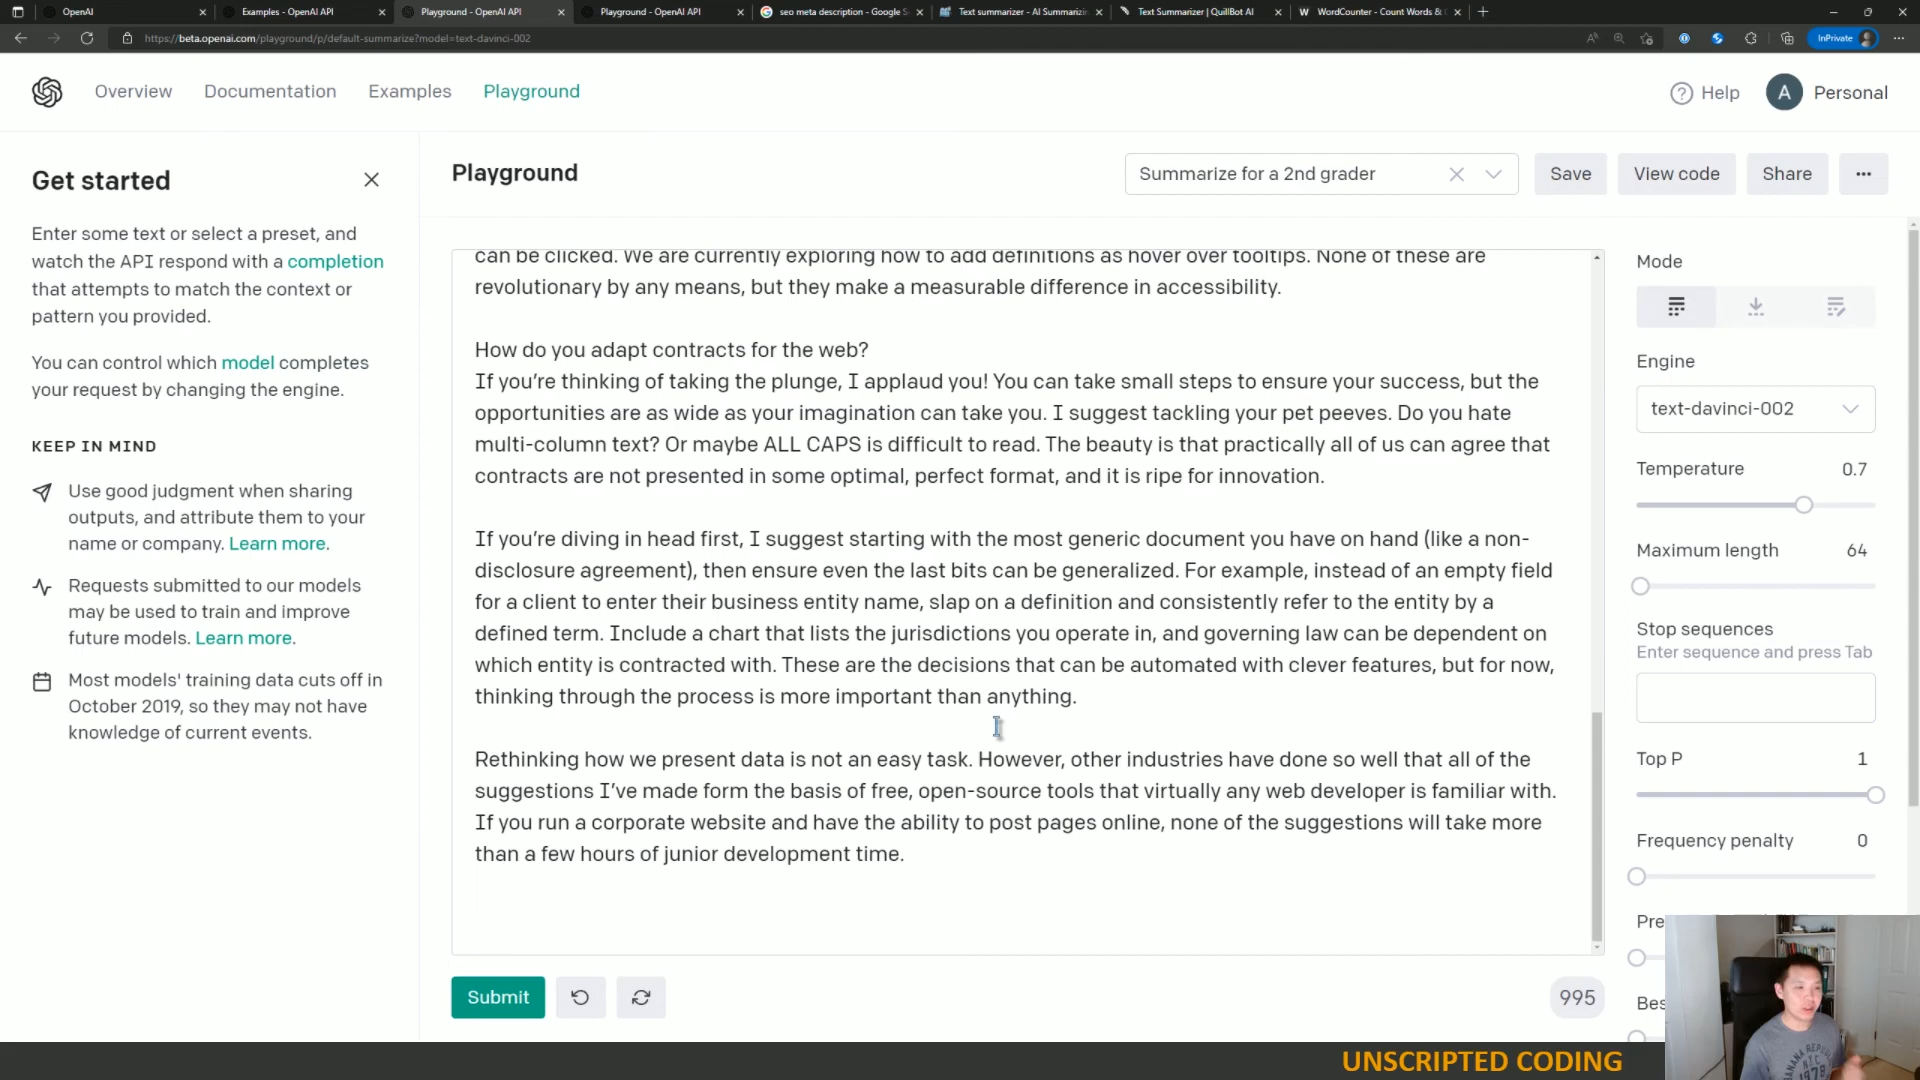 OpenAI
Examples - OpenAI API
Playground - OpenAI API
Playground - OpenAI API
seo meta description - Google S
Text summarizer - AI Summarizin
Text Summarizer | QuillBot AI
WordCounter - Count Words &
https://beta.openai.com/playground/p/default-summarize?model=text-davinci-002
InPrivate
Overview
Documentation
Examples
Playground
Help
A
Personal
Get started
Enter some text or select a preset, and
watch the API respond with a completion
that attempts to match the context or
pattern you provided.
You can control which model completes
your request by changing the engine.
KEEP IN MIND
Use good judgment when sharing
outputs, and attribute them to your
name or company. Learn more.
Requests submitted to our models
may be used to train and improve
future models. Learn more.
Most models' training data cuts off in
October 2019, so they may not have
knowledge of current events.
Playground
Summarize for a 2nd grader
Save
View code
Share
can be clicked. We are currently exploring how to add definitions as hover over tooltips. None of these are
revolutionary by any means, but they make a measurable difference in accessibility.
How do you adapt contracts for the web?
If you’re thinking of taking the plunge, I applaud you! You can take small steps to ensure your success, but the
opportunities are as wide as your imagination can take you. I suggest tackling your pet peeves. Do you hate
multi-column text? Or maybe ALL CAPS is difficult to read. The beauty is that practically all of us can agree that
contracts are not presented in some optimal, perfect format, and it is ripe for innovation.
If you’re diving in head first, I suggest starting with the most generic document you have on hand (like a non-
disclosure agreement), then ensure even the last bits can be generalized. For example, instead of an empty field
for a client to enter their business entity name, slap on a definition and consistently refer to the entity by a
defined term. Include a chart that lists the jurisdictions you operate in, and governing law can be dependent on
which entity is contracted with. These are the decisions that can be automated with clever features, but for now,
thinking through the process is more important than anything.
Rethinking how we present data is not an easy task. However, other industries have done so well that all of the
suggestions I’ve made form the basis of free, open-source tools that virtually any web developer is familiar with.
If you run a corporate website and have the ability to post pages online, none of the suggestions will take more
than a few hours of junior development time.
Submit
995
Mode
Engine
text-davinci-002
Temperature 0.7
Maximum length 64
Stop sequences
Enter sequence and press Tab
Top P 1
Frequency penalty 0
Pre
Bes
UNSCRIPTED CODING